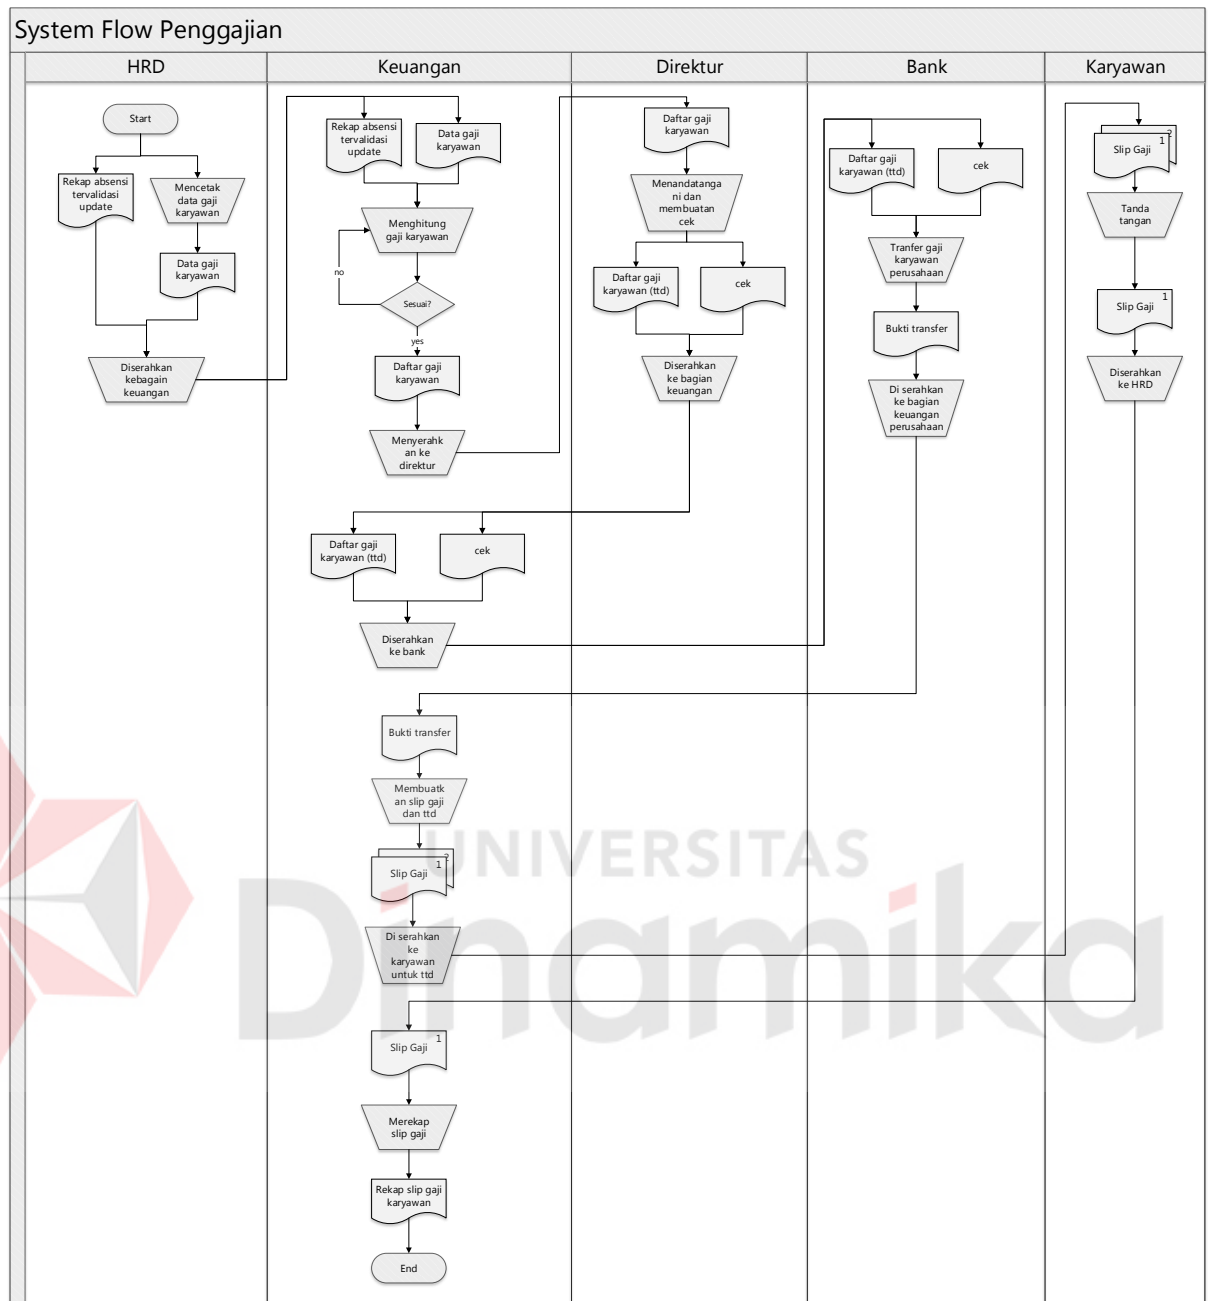 System Flow Penggajian
HRD
Keuangan
Direktur
Bank
Karyawan
Start
Rekap absensi
tervalidasi
update
Mencetak
data gaji
karyawan
Data gaji
karyawan
Diserahkan
kebagain
keuangan
Rekap absensi
tervalidasi
update
Data gaji
karyawan
Menghitung
gaji karyawan
no
Sesuai?
yes
Daftar gaji
karyawan
Menyerahk
an ke
direktur
Daftar gaji
karyawan (ttd)
cek
Diserahkan
ke bank
Bukti transfer
Membuatk
an slip gaji
dan ttd
2
1
Slip Gaji
Di serahkan
ke
karyawan
untuk ttd
1
Slip Gaji
Merekap
slip gaji
Rekap slip gaji
karyawan
End
Daftar gaji
karyawan
Menandatanga
ni dan
membuatan
cek
Daftar gaji
karyawan (ttd)
cek
Diserahkan
ke bagian
keuangan
Daftar gaji
karyawan (ttd)
cek
Tranfer gaji
karyawan
perusahaan
Bukti transfer
Di serahkan
ke bagian
keuangan
perusahaan
2
1
Slip Gaji
Tanda
tangan
1
Slip Gaji
Diserahkan
ke HRD
UNIVERSITAS
Dinamika